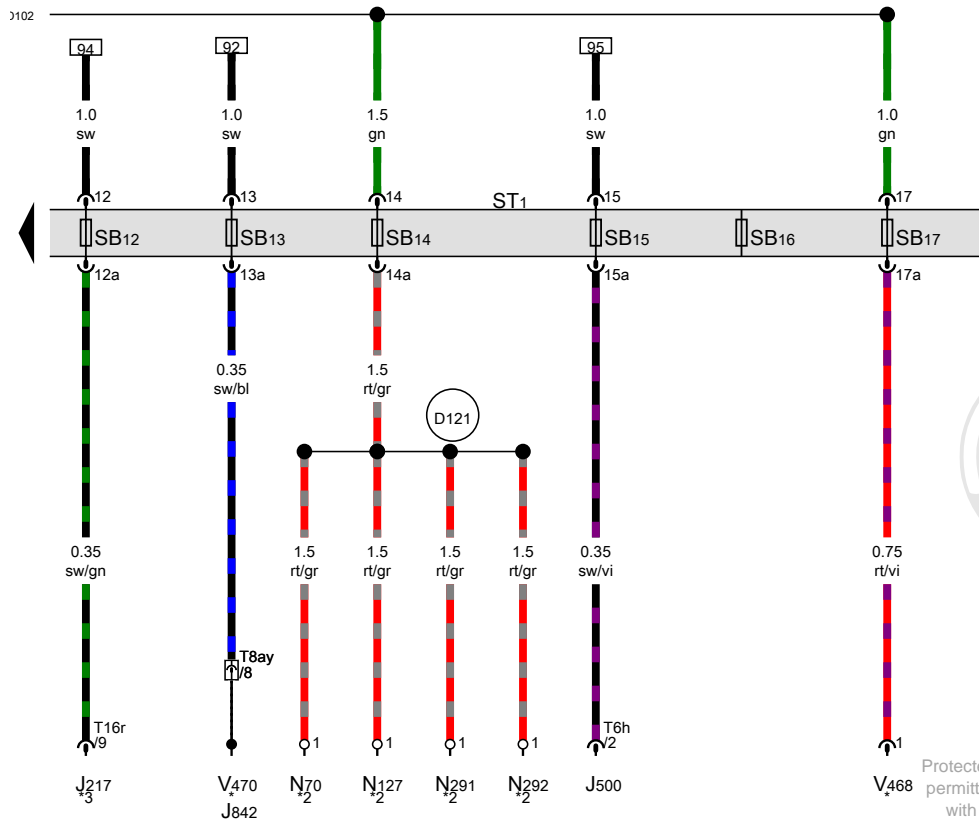 D102
94 92 95
1.0 1.0 1.5 1.0 1.0
sw sw gn sw gn
12 13 14 ST1 15 17
SB12 SB13 SB14 SB15 SB16 SB17
12a 13a 14a 15a 17a
0.35 1.5
sw/bl rt/gr
D121
0.35 1.5 1.5 1.5 1.5 0.35 0.75
sw/gn rt/gr rt/gr rt/gr rt/gr sw/vi rt/vi
T8ay
/8
T16r T6h
/9 1 1 1 1 /2 1
J217 V470 N70 N127 N291 N292 J500 V468
*3 * *2 *2 *2 *2 *
J842
Protecte
permitt
with